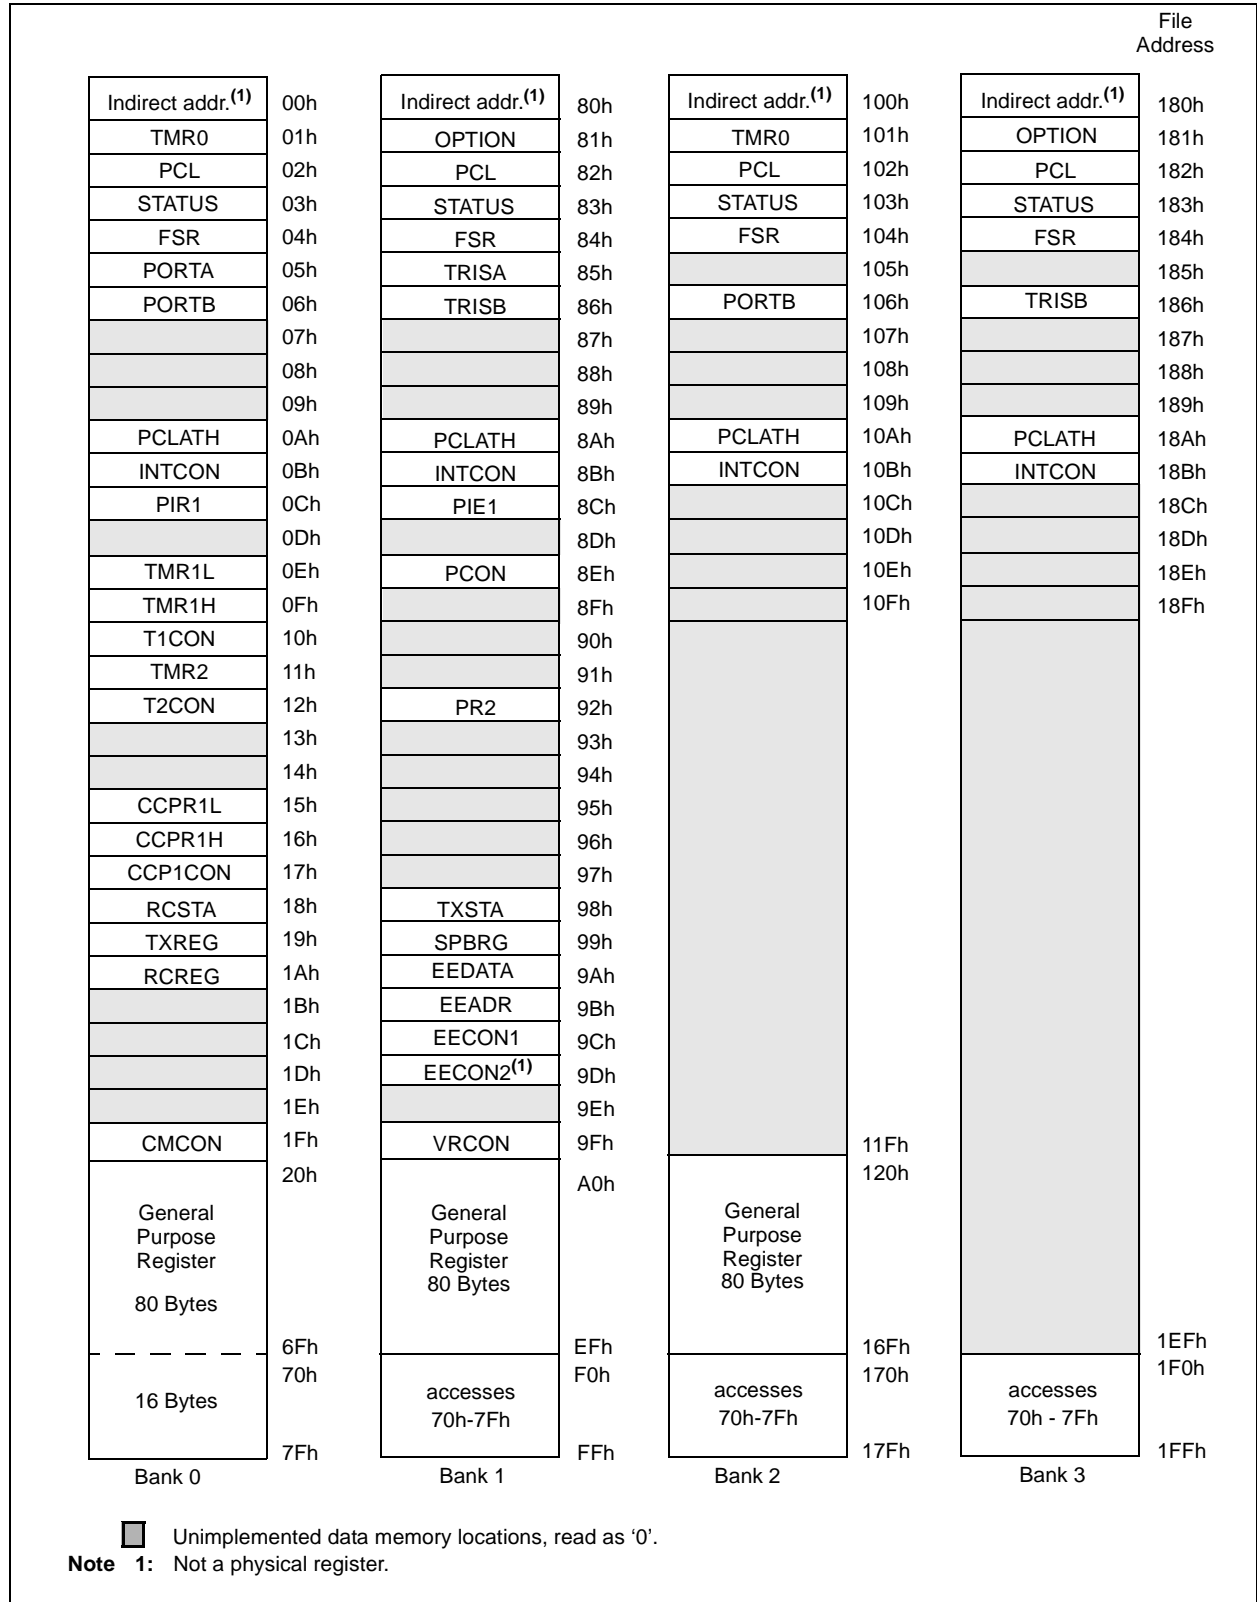 File
Address
Indirect addr.(1) 00h Indirect addr.(1) 80h Indirect addr.(1) 100h Indirect addr.(1) 180h
TMR0 01h OPTION 81h TMR0 101h OPTION 181h
PCL 02h PCL 82h PCL 102h PCL 182h
STATUS 03h STATUS 83h STATUS 103h STATUS 183h
FSR 04h FSR 84h FSR 104h FSR 184h
PORTA 05h TRISA 85h 105h 185h
PORTB 06h TRISB 86h PORTB 106h TRISB 186h
07h 87h 107h 187h
08h 88h 108h 188h
09h 89h 109h 189h
PCLATH 0Ah PCLATH 8Ah PCLATH 10Ah PCLATH 18Ah
INTCON 0Bh INTCON 8Bh INTCON 10Bh INTCON 18Bh
PIR1 0Ch PIE1 8Ch 10Ch 18Ch
0Dh 8Dh 10Dh 18Dh
TMR1L 0Eh PCON 8Eh 10Eh 18Eh
TMR1H 0Fh 8Fh 10Fh 18Fh
T1CON 10h 90h
TMR2 11h 91h
T2CON 12h PR2 92h
13h 93h
14h 94h
CCPR1L 15h 95h
CCPR1H 16h 96h
CCP1CON 17h 97h
RCSTA 18h TXSTA 98h
TXREG 19h SPBRG 99h
RCREG 1Ah EEDATA 9Ah
1Bh EEADR 9Bh
1Ch EECON1 9Ch
1Dh EECON2(1) 9Dh
1Eh 9Eh
CMCON 1Fh VRCON 9Fh 11Fh
20h A0h 120h
General General General
Purpose Purpose Purpose
Register Register Register
80 Bytes 80 Bytes 80 Bytes
6Fh EFh 16Fh 1EFh
70h F0h 170h 1F0h
16 Bytes accesses accesses accesses
70h-7Fh 70h-7Fh 70h - 7Fh
7Fh FFh 17Fh 1FFh
Bank 0 Bank 1 Bank 2 Bank 3
Unimplemented data memory locations, read as ‘0’.
Note 1: Not a physical register.